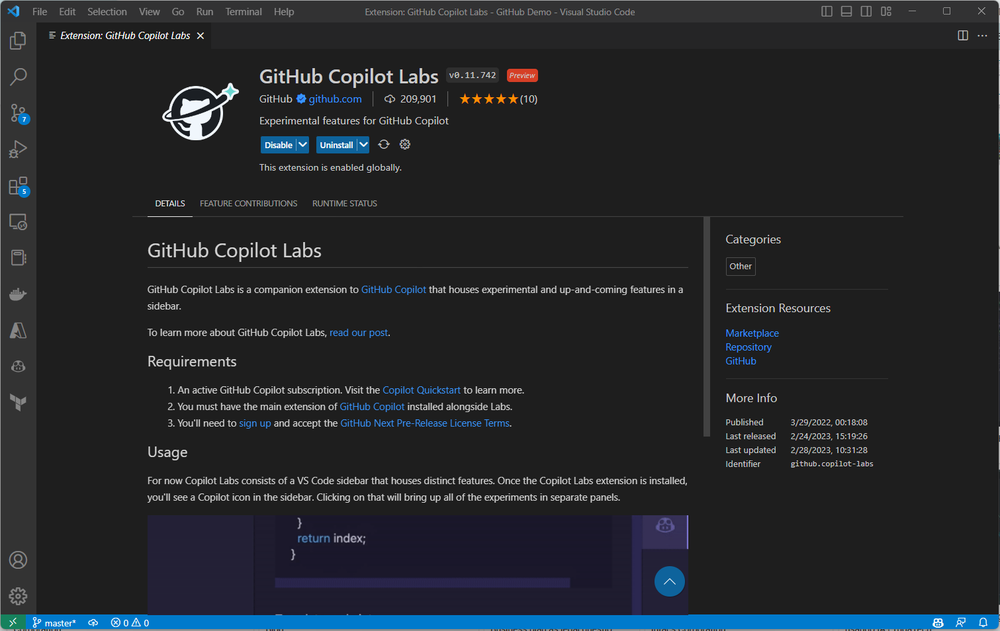 File Edit Selection View Go Run Terminal Help Extension: GitHub Copilot Labs - GitHub Demo - Visual Studio Code
Extension: GitHub Copilot Labs
GitHub Copilot Labs v0.11.742 Preview
GitHub github.com 209,901 (10)
Experimental features for GitHub Copilot
Disable Uninstall
This extension is enabled globally.
7
5
DETAILS FEATURE CONTRIBUTIONS RUNTIME STATUS
GitHub Copilot Labs
GitHub Copilot Labs is a companion extension to GitHub Copilot that houses experimental and up-and-coming features in a
sidebar.
To learn more about GitHub Copilot Labs, read our post.
Requirements
1. An active GitHub Copilot subscription. Visit the Copilot Quickstart to learn more.
2. You must have the main extension of GitHub Copilot installed alongside Labs.
3. You'll need to sign up and accept the GitHub Next Pre-Release License Terms.
Usage
For now Copilot Labs consists of a VS Code sidebar that houses distinct features. Once the Copilot Labs extension is installed,
you'll see a Copilot icon in the sidebar. Clicking on that will bring up all of the experiments in separate panels.
}
return index;
}
Categories
Other
Extension Resources
Marketplace
Repository
GitHub
More Info
Published 3/29/2022, 00:18:08
Last released 2/24/2023, 15:19:26
Last updated 2/28/2023, 10:31:28
Identifier github.copilot-labs
master* 0 0